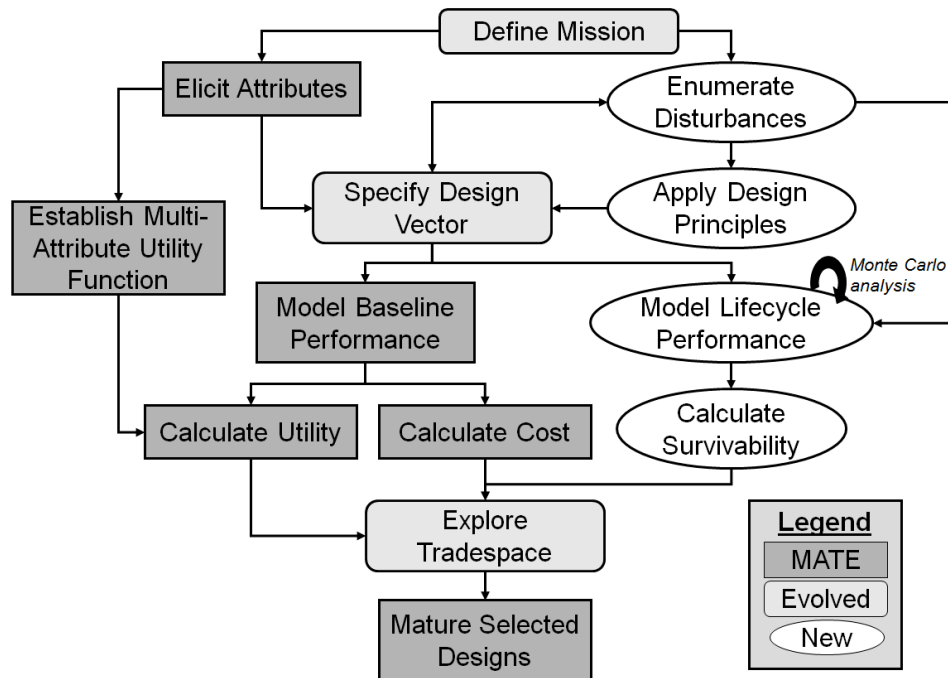 Define Mission
Elicit Attributes
Enumerate
Disturbances
Specify Design
Vector
Apply Design
Principles
Establish Multi-
Attribute Utility
Function
Monte Carlo
analysis
Model Baseline
Performance
Model Lifecycle
Performance
Calculate Utility
Calculate Cost
Calculate
Survivability
Explore
Tradespace
Mature Selected
Designs
Legend
MATE
Evolved
New